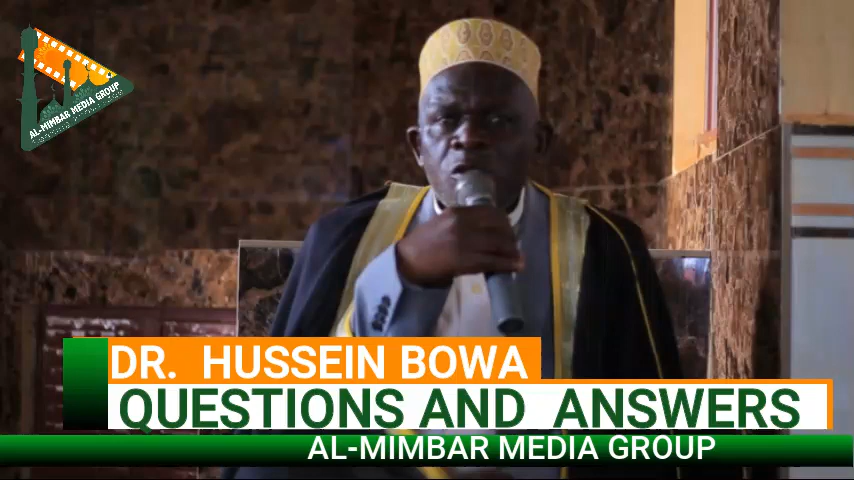 AL-MIMBAR MEDIA GROUP
DR. HUSSEIN BOWA
QUESTIONS AND ANSWERS
AL-MIMBAR MEDIA GROUP